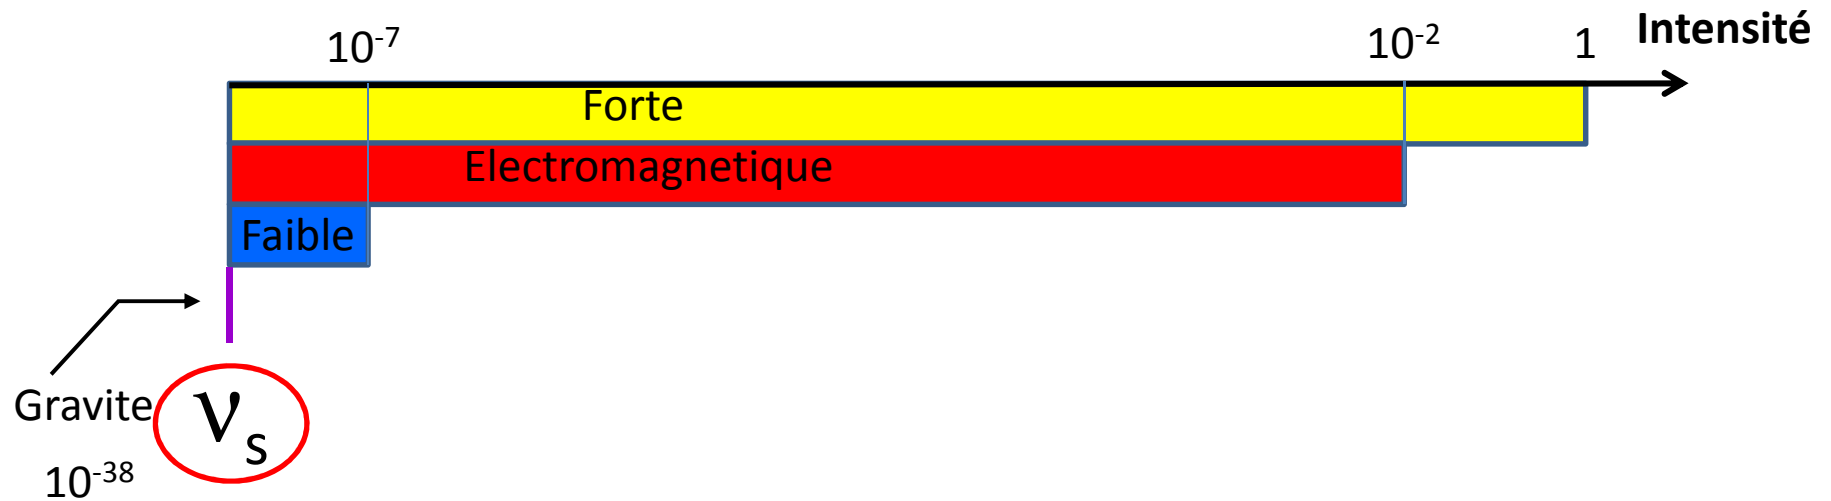 10⁻⁷ 10⁻² 1 Intensité
Forte
Electromagnetique
Faible
Gravite νs
10⁻³⁸